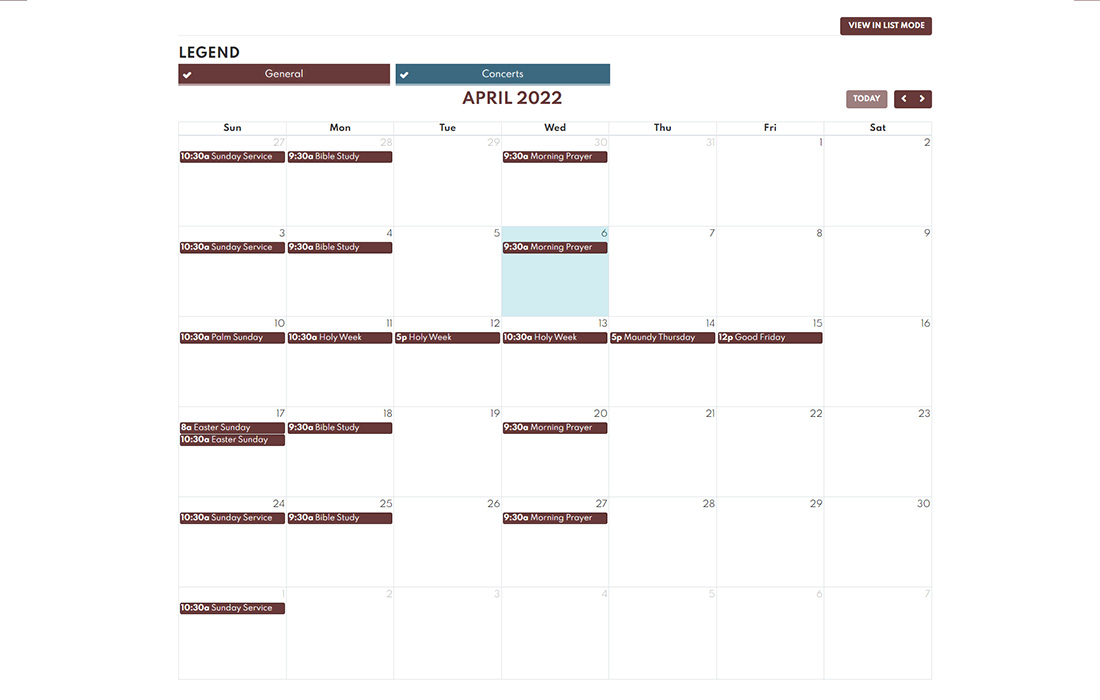 VIEW IN LIST MODE
LEGEND
General
Concerts
APRIL 2022
TODAY
Sun Mon Tue Wed Thu Fri Sat
27 28 29 30 31 1 2
10:30a Sunday Service 9:30a Bible Study 9:30a Morning Prayer
3 4 5 6 7 8 9
10:30a Sunday Service 9:30a Bible Study 9:30a Morning Prayer
10 11 12 13 14 15 16
10:30a Palm Sunday 10:30a Holy Week 5p Holy Week 10:30a Holy Week 5p Maundy Thursday 12p Good Friday
17 18 19 20 21 22 23
8a Easter Sunday 9:30a Bible Study 9:30a Morning Prayer
10:30a Easter Sunday
24 25 26 27 28 29 30
10:30a Sunday Service 9:30a Bible Study 9:30a Morning Prayer
1 2 3 4 5 6 7
10:30a Sunday Service